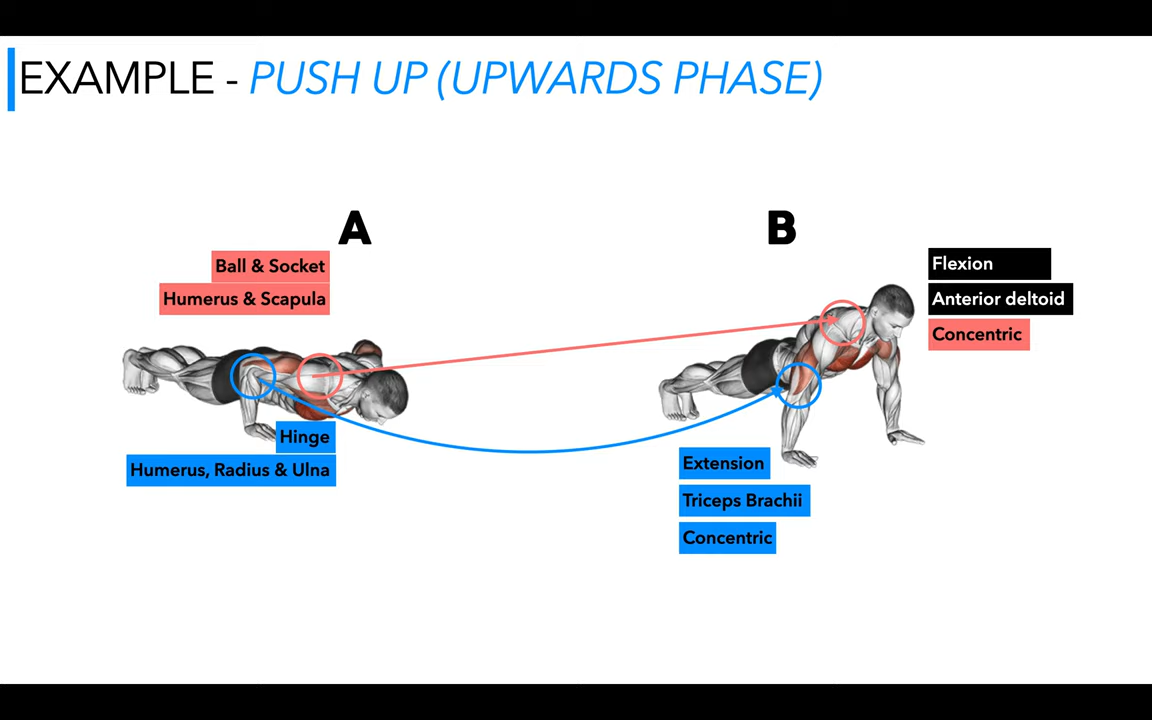 EXAMPLE - PUSH UP (UPWARDS PHASE)
A
Ball & Socket
Humerus & Scapula
Hinge
Humerus, Radius & Ulna
B
Flexion
Anterior deltoid
Concentric
Extension
Triceps Brachii
Concentric